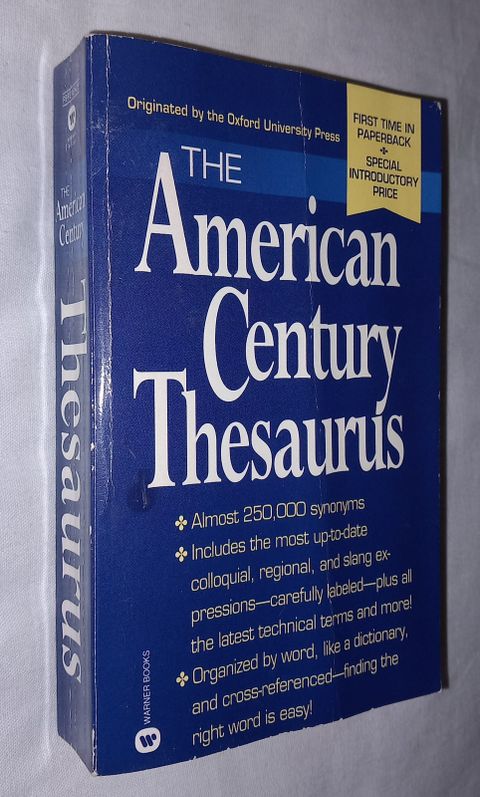 Originated by the Oxford University Press
FIRST TIME IN
PAPERBACK
SPECIAL
INTRODUCTORY
PRICE
THE
American
Century
Thesaurus
Almost 250,000 synonyms
Includes the most up-to-date
colloquial, regional, and slang ex-
pressions—carefully labeled—plus all
the latest technical terms and more!
Organized by word, like a dictionary,
and cross-referenced—finding the
right word is easy!
WARNER BOOKS
THE
American
Century
Thesaurus